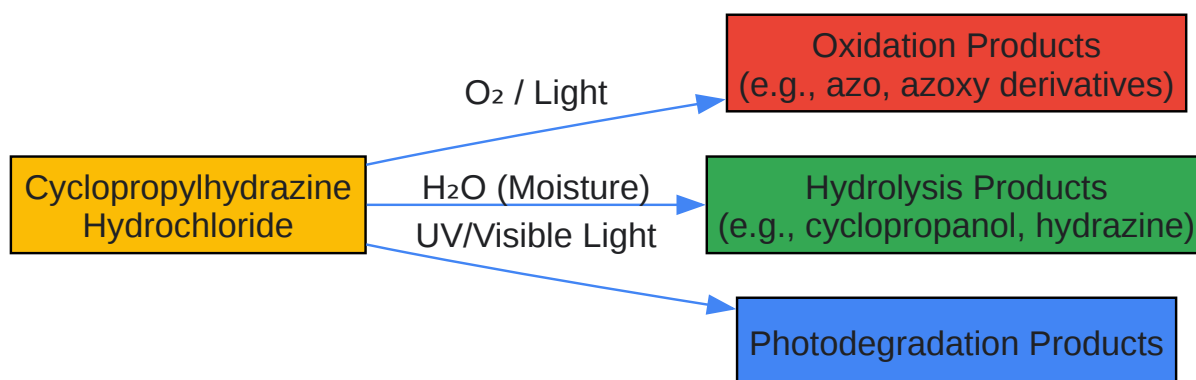 Oxidation Products
(e.g., azo, azoxy derivatives)
O₂ / Light
Cyclopropylhydrazine
Hydrochloride
H₂O (Moisture)
Hydrolysis Products
(e.g., cyclopropanol, hydrazine)
UV/Visible Light
Photodegradation Products